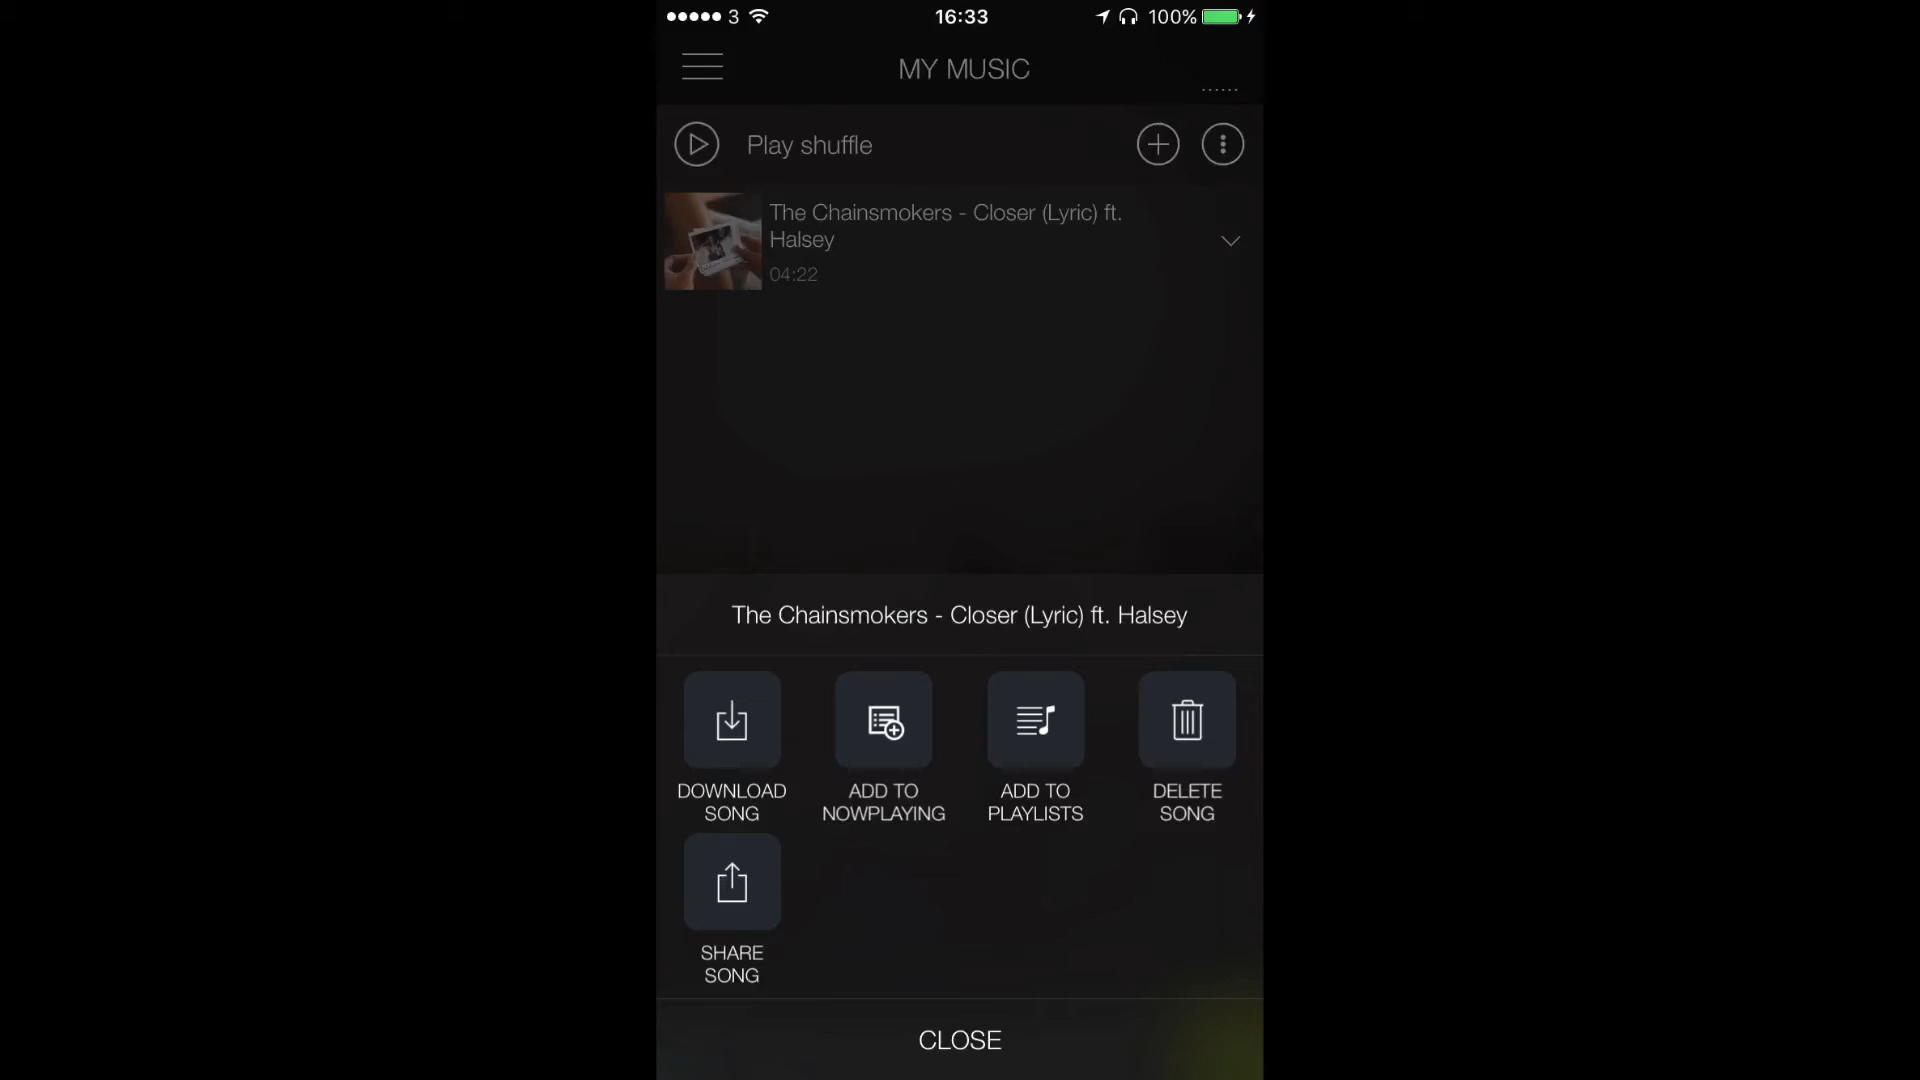 3 16:33 100%
MY MUSIC
Play shuffle
The Chainsmokers - Closer (Lyric) ft.
Halsey
04:22
The Chainsmokers - Closer (Lyric) ft. Halsey
DOWNLOAD
SONG
ADD TO
NOWPLAYING
ADD TO
PLAYLISTS
DELETE
SONG
SHARE
SONG
CLOSE